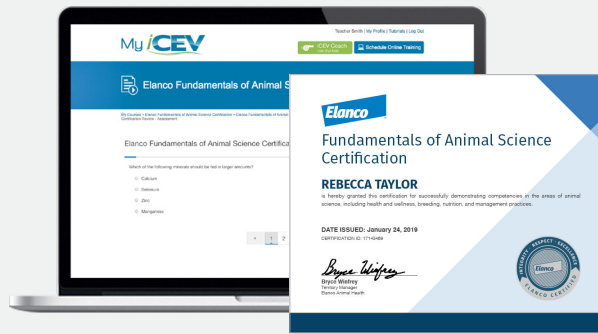 Teacher Smith | My Profile | Tutorials | Log Out
My iCEV
iCEV Coach
Schedule Online Training
Elanco Fundamentals of Animal S
Elanco Fundamentals of Animal Science Certifica
Which of the following minerals should be fed in larger amounts?
Calcium
Selenium
Zinc
Manganese
« 1 2
Elanco
Fundamentals of Animal Science
Certification
REBECCA TAYLOR
is hereby granted this certification for successfully demonstrating competencies in the areas of animal
science, including health and wellness, breeding, nutrition, and management practices.
DATE ISSUED: January 24, 2019
Bryce Winfrey
Territory Manager
Elanco Animal Health
INTEGRITY · RESPECT · EXCELLENCE
Elanco
ELANCO CERTIFIED